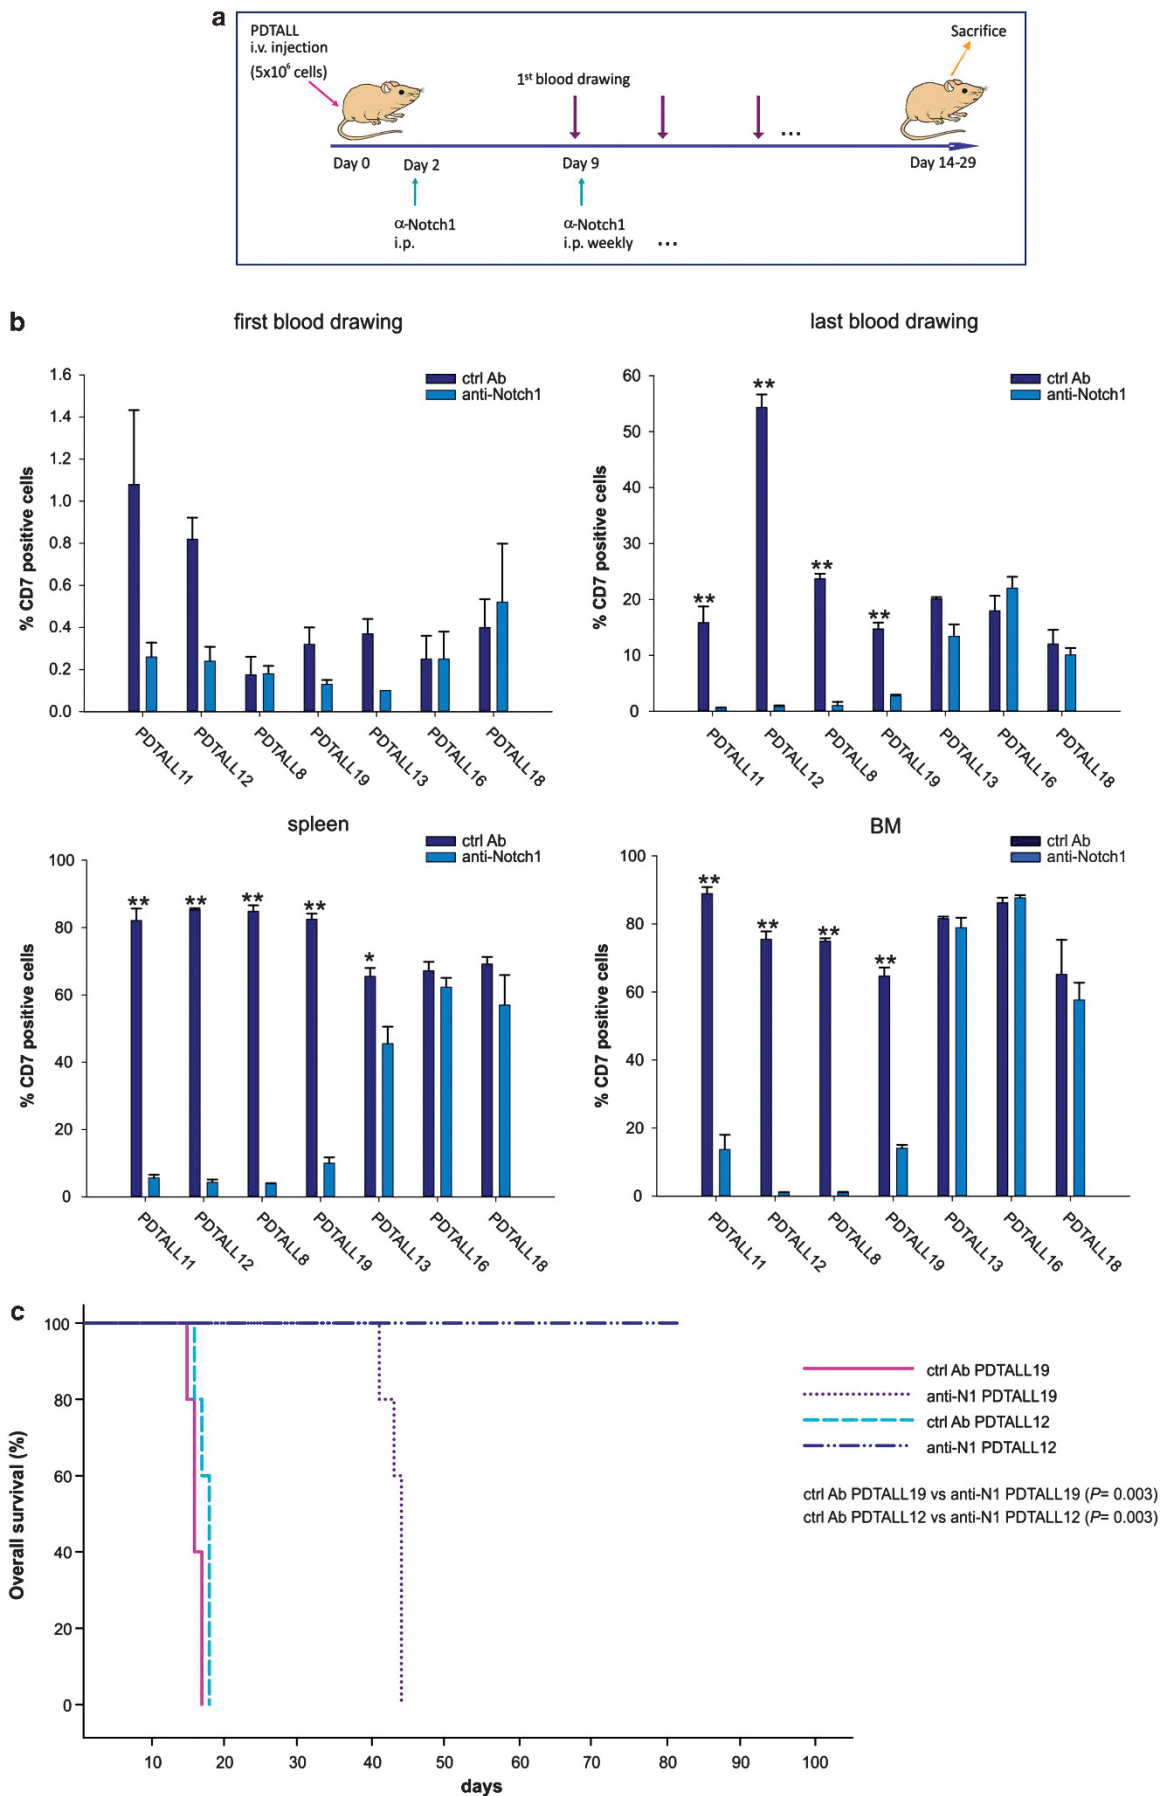 a
PDTALL
i.v. injection
(5x10⁶ cells)
1st blood drawing
Sacrifice
...
Day 0
Day 2
Day 9
Day 14-29
α-Notch1
i.p.
α-Notch1
i.p. weekly
...
b
first blood drawing
ctrl Ab
anti-Notch1
% CD7 positive cells
1.6
1.4
1.2
1.0
0.8
0.6
0.4
0.2
0.0
PDTALL11
PDTALL12
PDTALL8
PDTALL19
PDTALL13
PDTALL16
PDTALL18
last blood drawing
ctrl Ab
anti-Notch1
% CD7 positive cells
60
50
40
30
20
10
0
**
**
**
**
PDTALL11
PDTALL12
PDTALL8
PDTALL19
PDTALL13
PDTALL16
PDTALL18
spleen
ctrl Ab
anti-Notch1
% CD7 positive cells
100
80
60
40
20
0
**
**
**
**
*
PDTALL11
PDTALL12
PDTALL8
PDTALL19
PDTALL13
PDTALL16
PDTALL18
BM
ctrl Ab
anti-Notch1
% CD7 positive cells
100
80
60
40
20
0
**
**
**
**
PDTALL11
PDTALL12
PDTALL8
PDTALL19
PDTALL13
PDTALL16
PDTALL18
c
Overall survival (%)
100
80
60
40
20
0
10
20
30
40
50
60
70
80
90
100
days
ctrl Ab PDTALL19
anti-N1 PDTALL19
ctrl Ab PDTALL12
anti-N1 PDTALL12
ctrl Ab PDTALL19 vs anti-N1 PDTALL19 (P= 0.003)
ctrl Ab PDTALL12 vs anti-N1 PDTALL12 (P= 0.003)